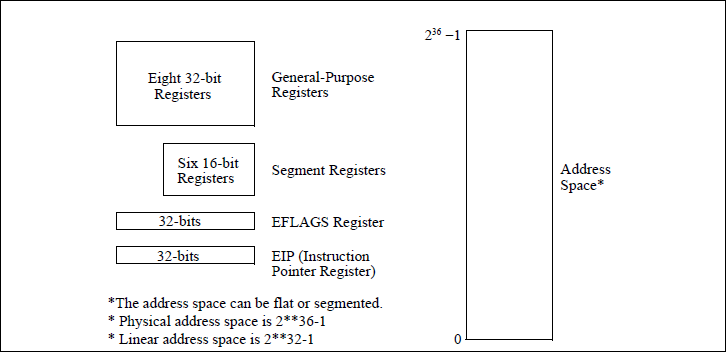 Eight 32-bit
Registers
General-Purpose
Registers
Six 16-bit
Registers
Segment Registers
32-bits
EFLAGS Register
32-bits
EIP (Instruction
Pointer Register)
*The address space can be flat or segmented.
* Physical address space is 2**36-1
* Linear address space is 2**32-1
2³⁶ −1
Address
Space*
0